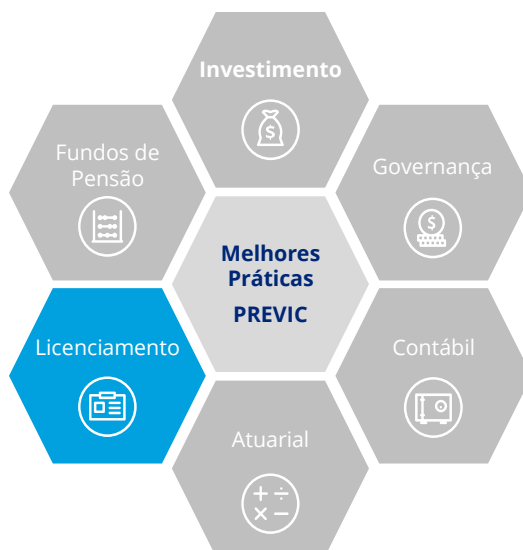 Investimento
Fundos de
Pensão
Governança
Melhores
Práticas
PREVIC
Licenciamento
Contábil
Atuarial